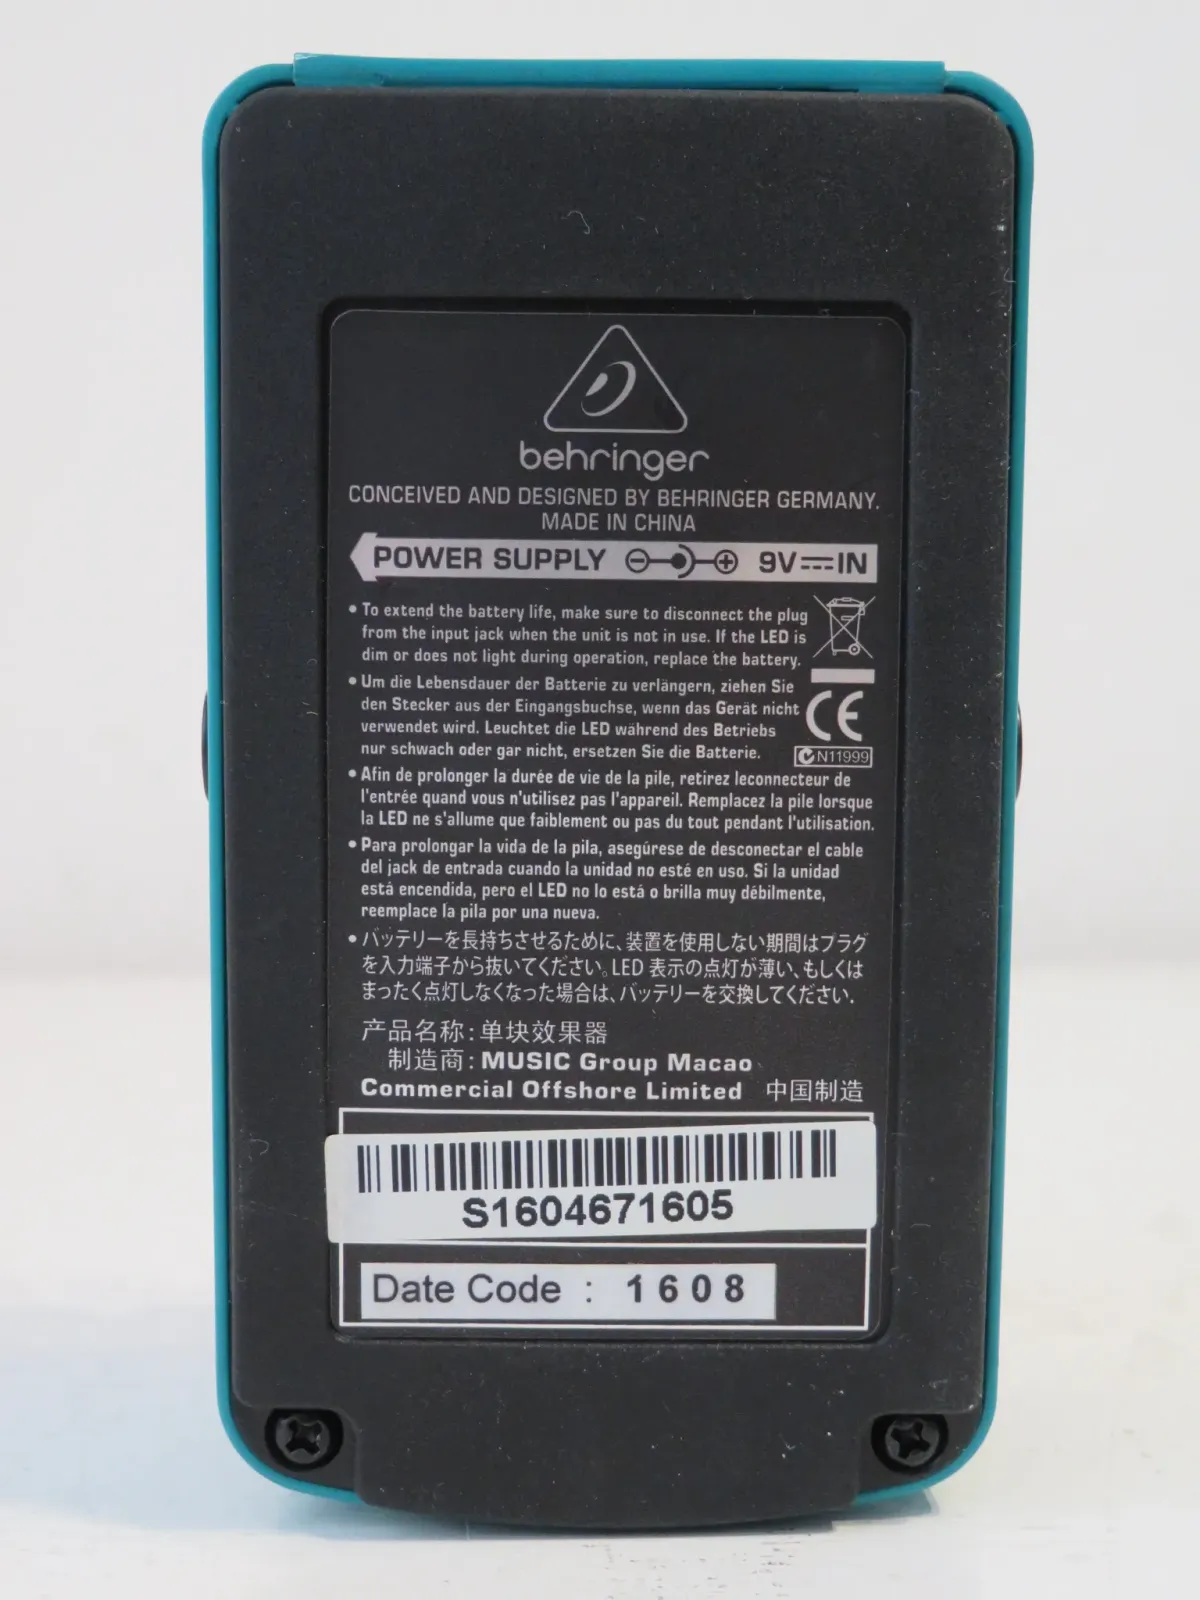 behringer
CONCEIVED AND DESIGNED BY BEHRINGER GERMANY.
MADE IN CHINA
POWER SUPPLY 9V IN
• To extend the battery life, make sure to disconnect the plug
from the input jack when the unit is not in use. If the LED is
dim or does not light during operation, replace the battery.
• Um die Lebensdauer der Batterie zu verlängern, ziehen Sie
den Stecker aus der Eingangsbuchse, wenn das Gerät nicht
verwendet wird. Leuchtet die LED während des Betriebs
nur schwach oder gar nicht, ersetzen Sie die Batterie.
CE
N11999
• Afin de prolonger la durée de vie de la pile, retirez leconnecteur de
l'entrée quand vous n'utilisez pas l'appareil. Remplacez la pile lorsque
la LED ne s'allume que faiblement ou pas du tout pendant l'utilisation.
• Para prolongar la vida de la pila, asegúrese de desconectar el cable
del jack de entrada cuando la unidad no esté en uso. Si la unidad
está encendida, pero el LED no lo está o brilla muy débilmente,
reemplace la pila por una nueva.
• バッテリーを長持ちさせるために、装置を使用しない期間はプラグ
を入力端子から抜いてください。LED 表示の点灯が薄い、もしくは
まったく点灯しなくなった場合は、バッテリーを交換してください.
产品名称: 单块效果器
制造商: MUSIC Group Macao
Commercial Offshore Limited 中国制造
S1604671605
Date Code : 1608